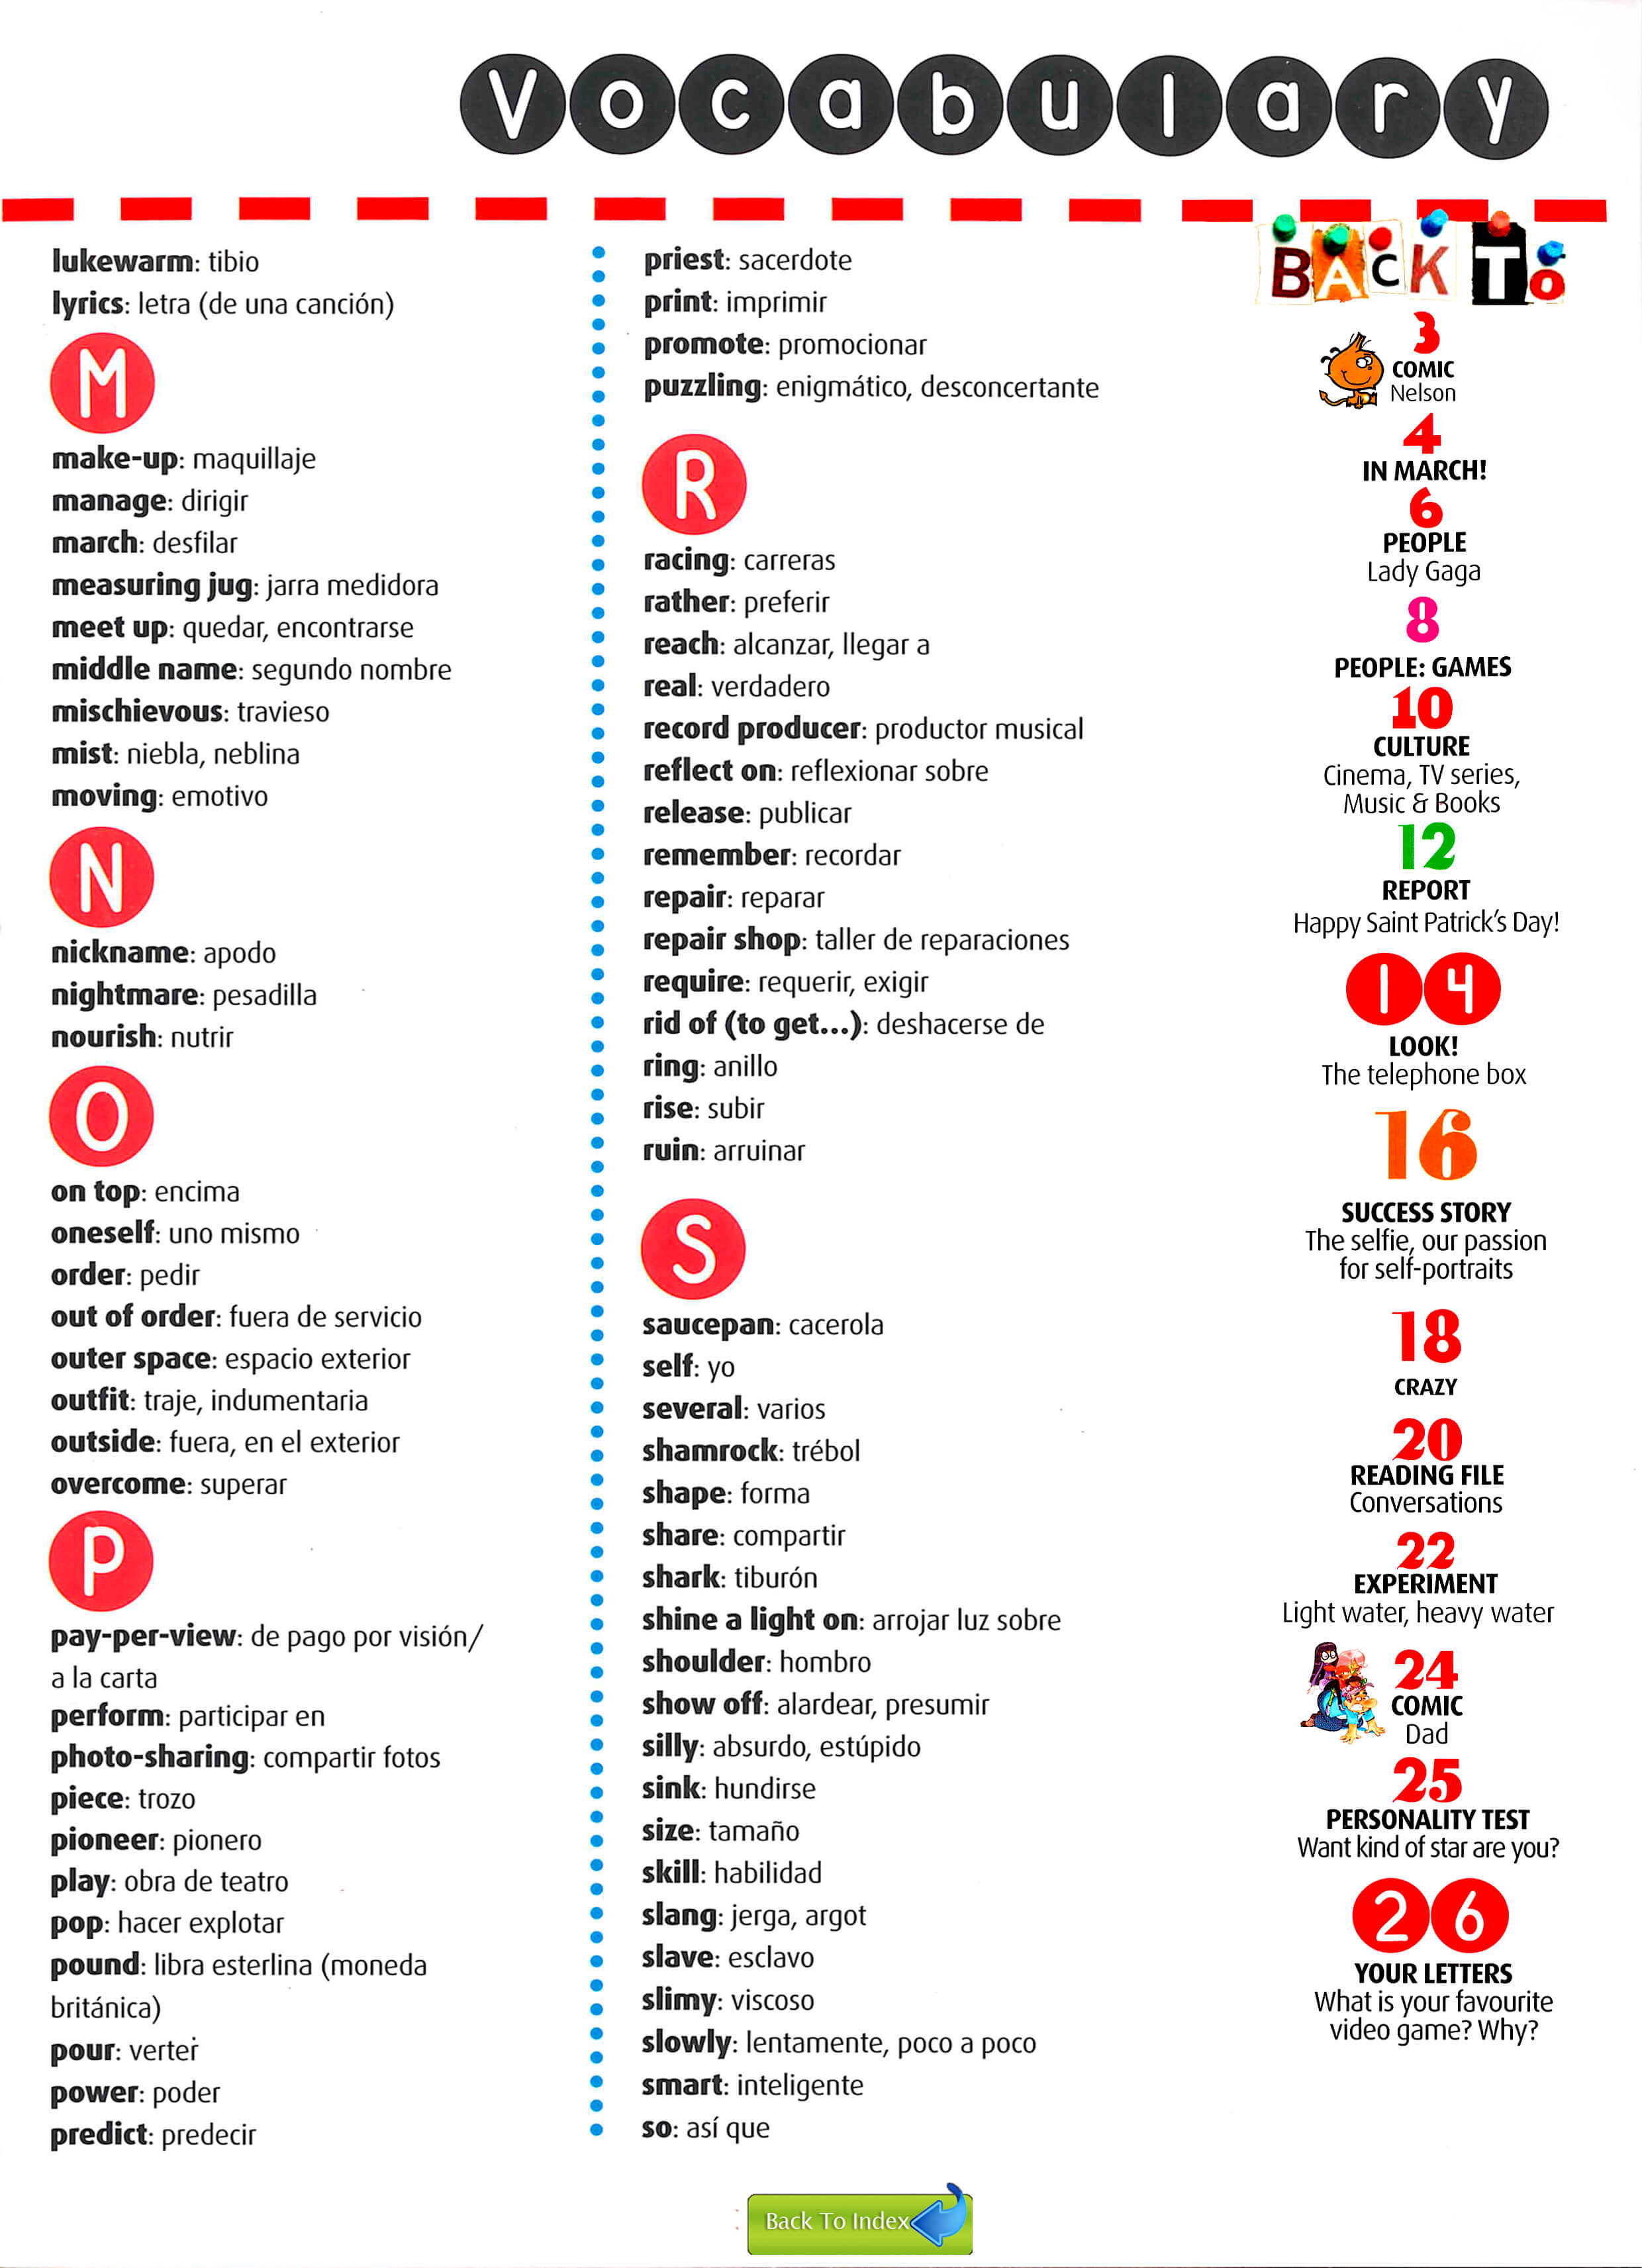 Vocabulary
lukewarm: tibio
lyrics: letra (de una canción)
M
make-up: maquillaje
manage: dirigir
march: desfilar
measuring jug: jarra medidora
meet up: quedar, encontrarse
middle name: segundo nombre
mischievous: travieso
mist: niebla, neblina
moving: emotivo
N
nickname: apodo
nightmare: pesadilla
nourish: nutrir
O
on top: encima
oneself: uno mismo
order: pedir
out of order: fuera de servicio
outer space: espacio exterior
outfit: traje, indumentaria
outside: fuera, en el exterior
overcome: superar
P
pay-per-view: de pago por visión/
a la carta
perform: participar en
photo-sharing: compartir fotos
piece: trozo
pioneer: pionero
play: obra de teatro
pop: hacer explotar
pound: libra esterlina (moneda
británica)
pour: verter
power: poder
predict: predecir
priest: sacerdote
print: imprimir
promote: promocionar
puzzling: enigmático, desconcertante
R
racing: carreras
rather: preferir
reach: alcanzar, llegar a
real: verdadero
record producer: productor musical
reflect on: reflexionar sobre
release: publicar
remember: recordar
repair: reparar
repair shop: taller de reparaciones
require: requerir, exigir
rid of (to get...): deshacerse de
ring: anillo
rise: subir
ruin: arruinar
S
saucepan: cacerola
self: yo
several: varios
shamrock: trébol
shape: forma
share: compartir
shark: tiburón
shine a light on: arrojar luz sobre
shoulder: hombro
show off: alardear, presumir
silly: absurdo, estúpido
sink: hundirse
size: tamaño
skill: habilidad
slang: jerga, argot
slave: esclavo
slimy: viscoso
slowly: lentamente, poco a poco
smart: inteligente
so: así que
BACK To
3
COMIC
Nelson
4
IN MARCH!
6
PEOPLE
Lady Gaga
8
PEOPLE: GAMES
10
CULTURE
Cinema, TV series,
Music & Books
12
REPORT
Happy Saint Patrick's Day!
14
LOOK!
The telephone box
16
SUCCESS STORY
The selfie, our passion
for self-portraits
18
CRAZY
20
READING FILE
Conversations
22
EXPERIMENT
Light water, heavy water
24
COMIC
Dad
25
PERSONALITY TEST
Want kind of star are you?
26
YOUR LETTERS
What is your favourite
video game? Why?
Back To Index